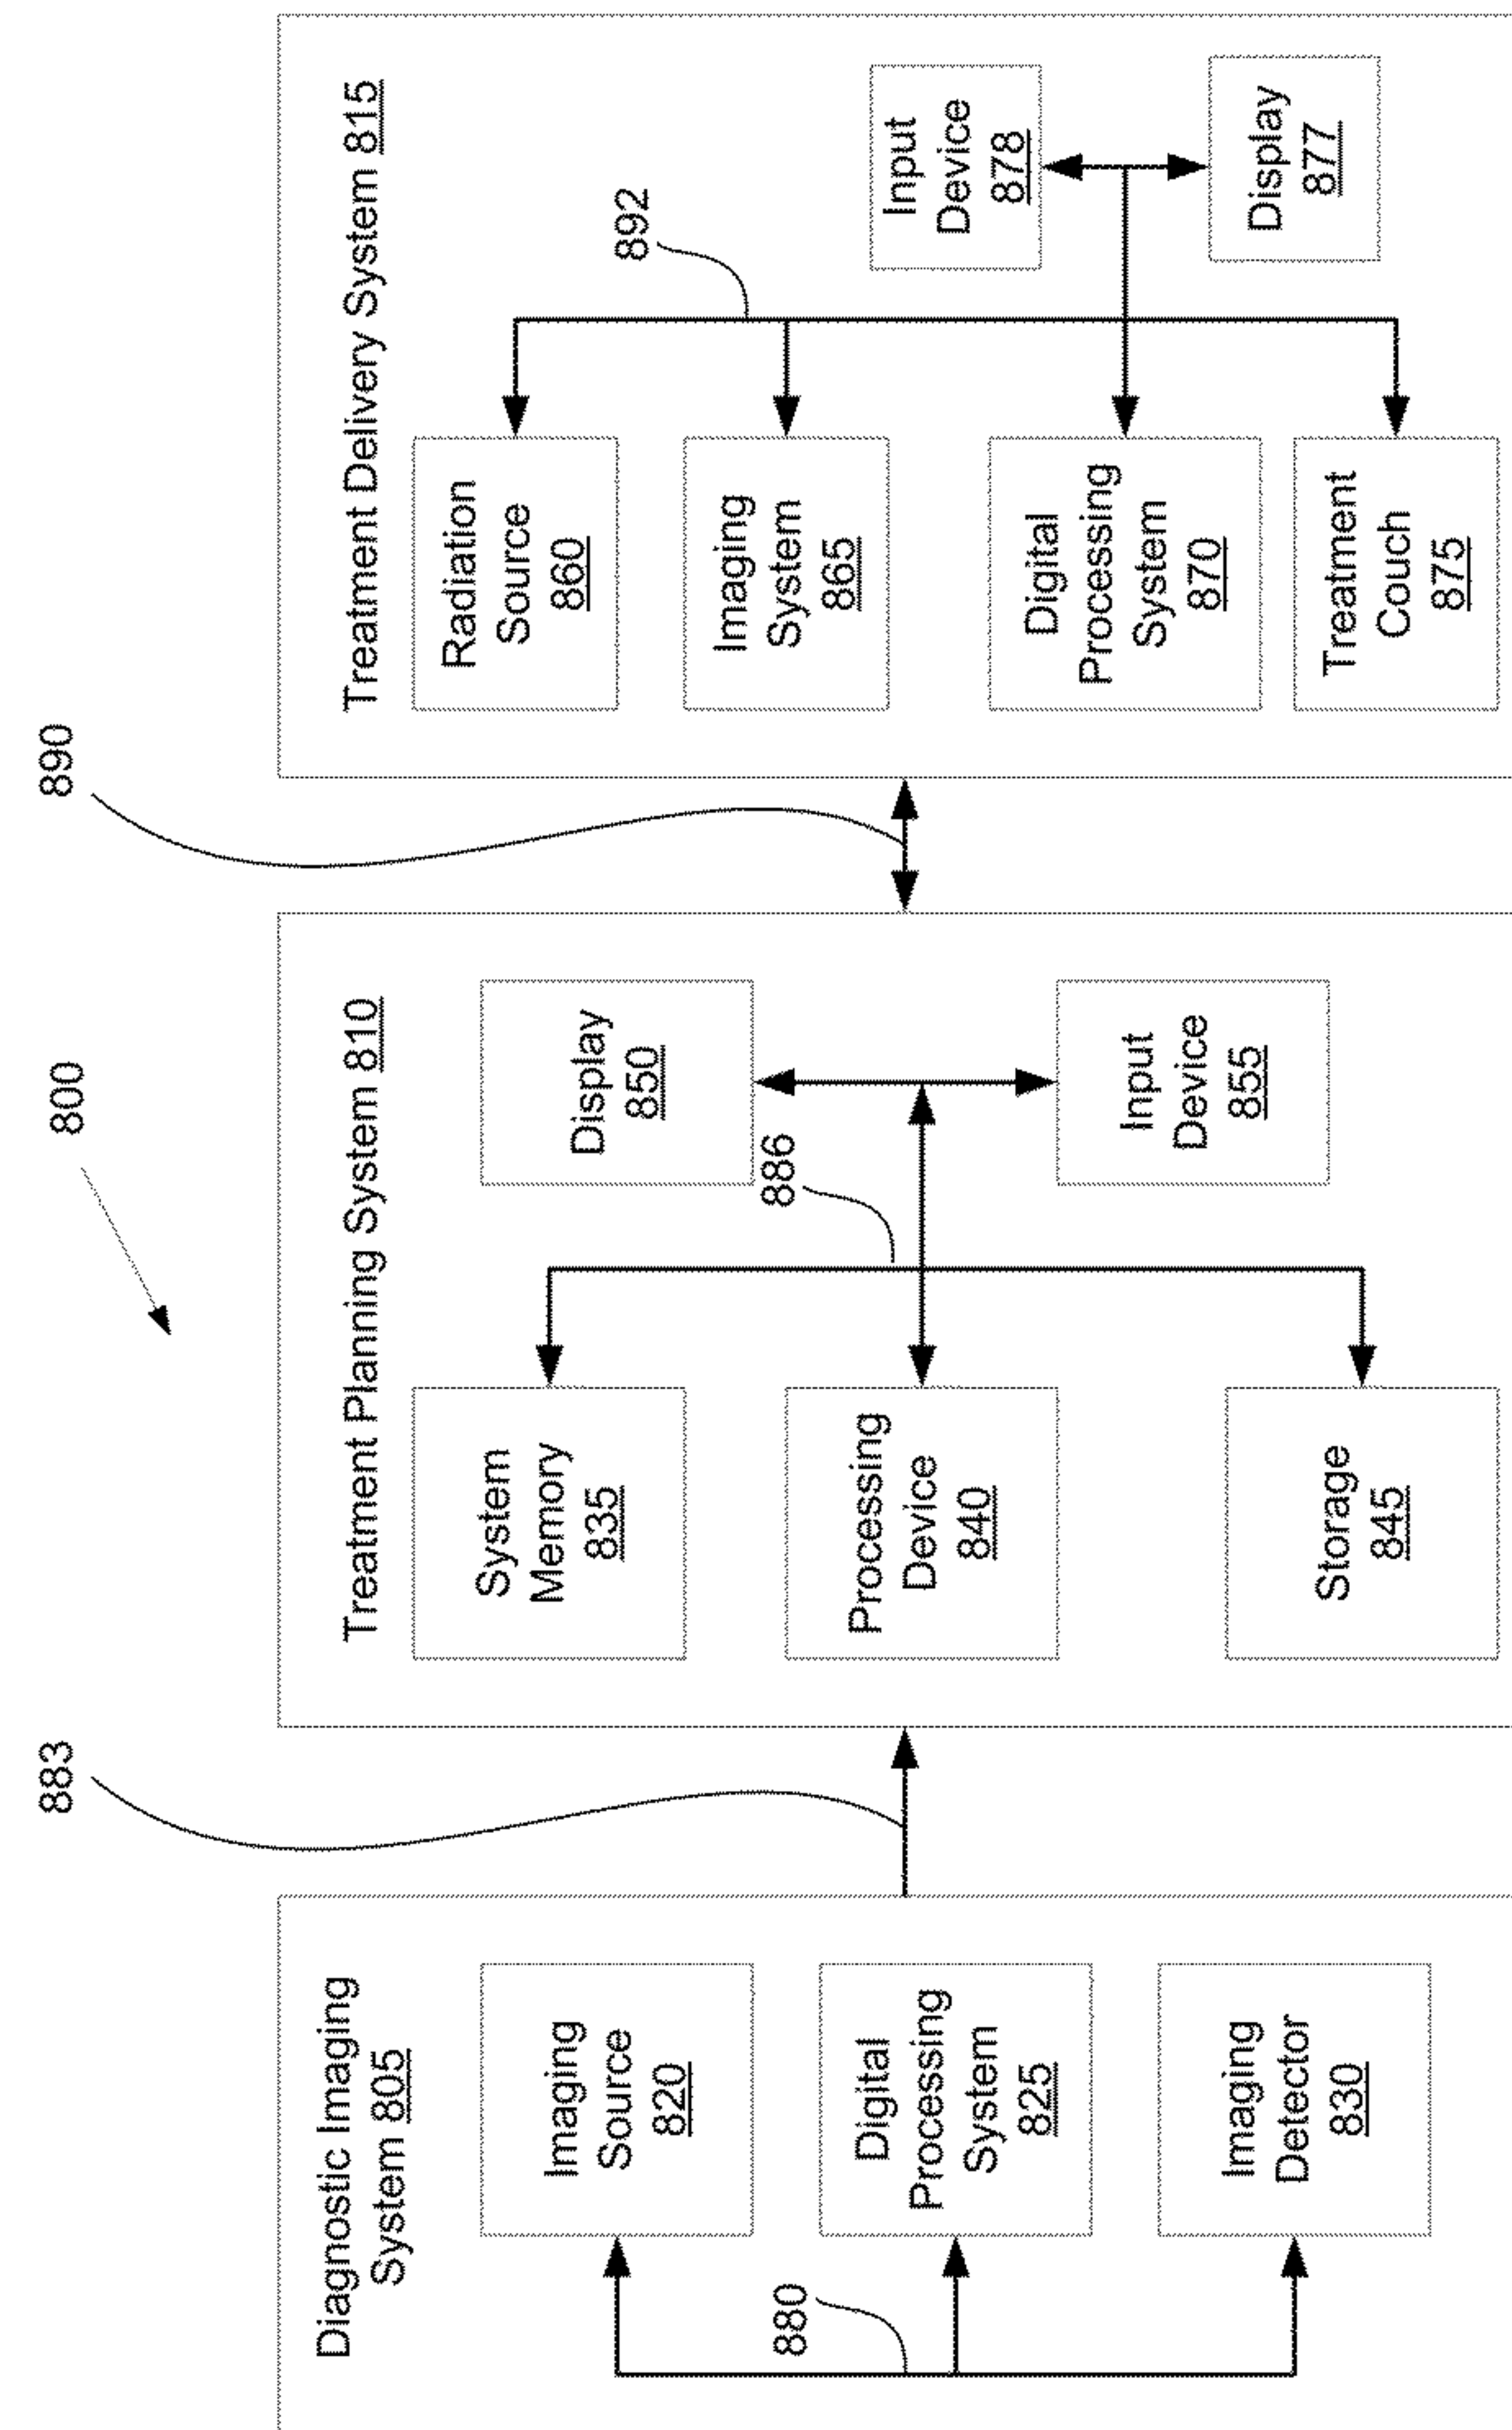 800
Diagnostic Imaging
System 805
Imaging
Source
820
Digital
Processing
System
825
Imaging
Detector
830
880
883
Treatment Planning System 810
System
Memory
835
Processing
Device
840
Storage
845
886
Display
850
Input
Device
855
890
Treatment Delivery System 815
Radiation
Source
860
Imaging
System
865
Digital
Processing
System
870
Treatment
Couch
875
892
Input
Device
878
Display
877